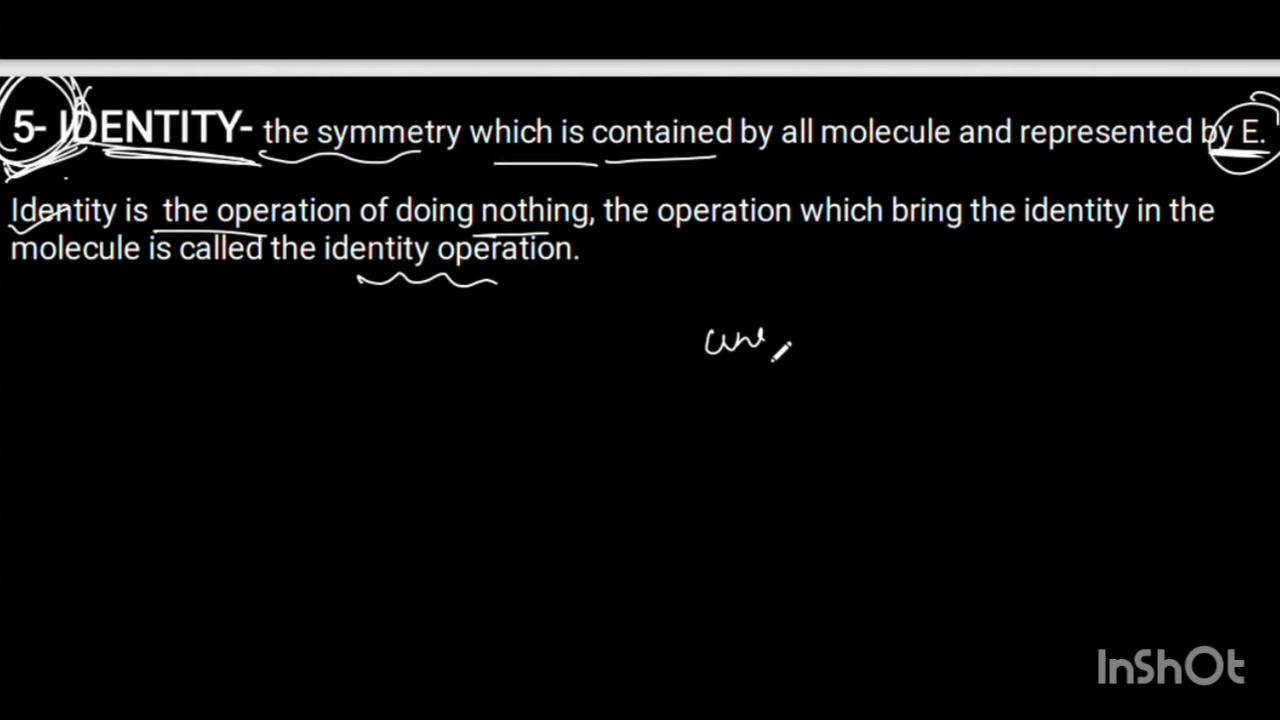 5- IDENTITY- the symmetry which is contained by all molecule and represented by E.
Identity is the operation of doing nothing, the operation which bring the identity in the
molecule is called the identity operation.
InShOt